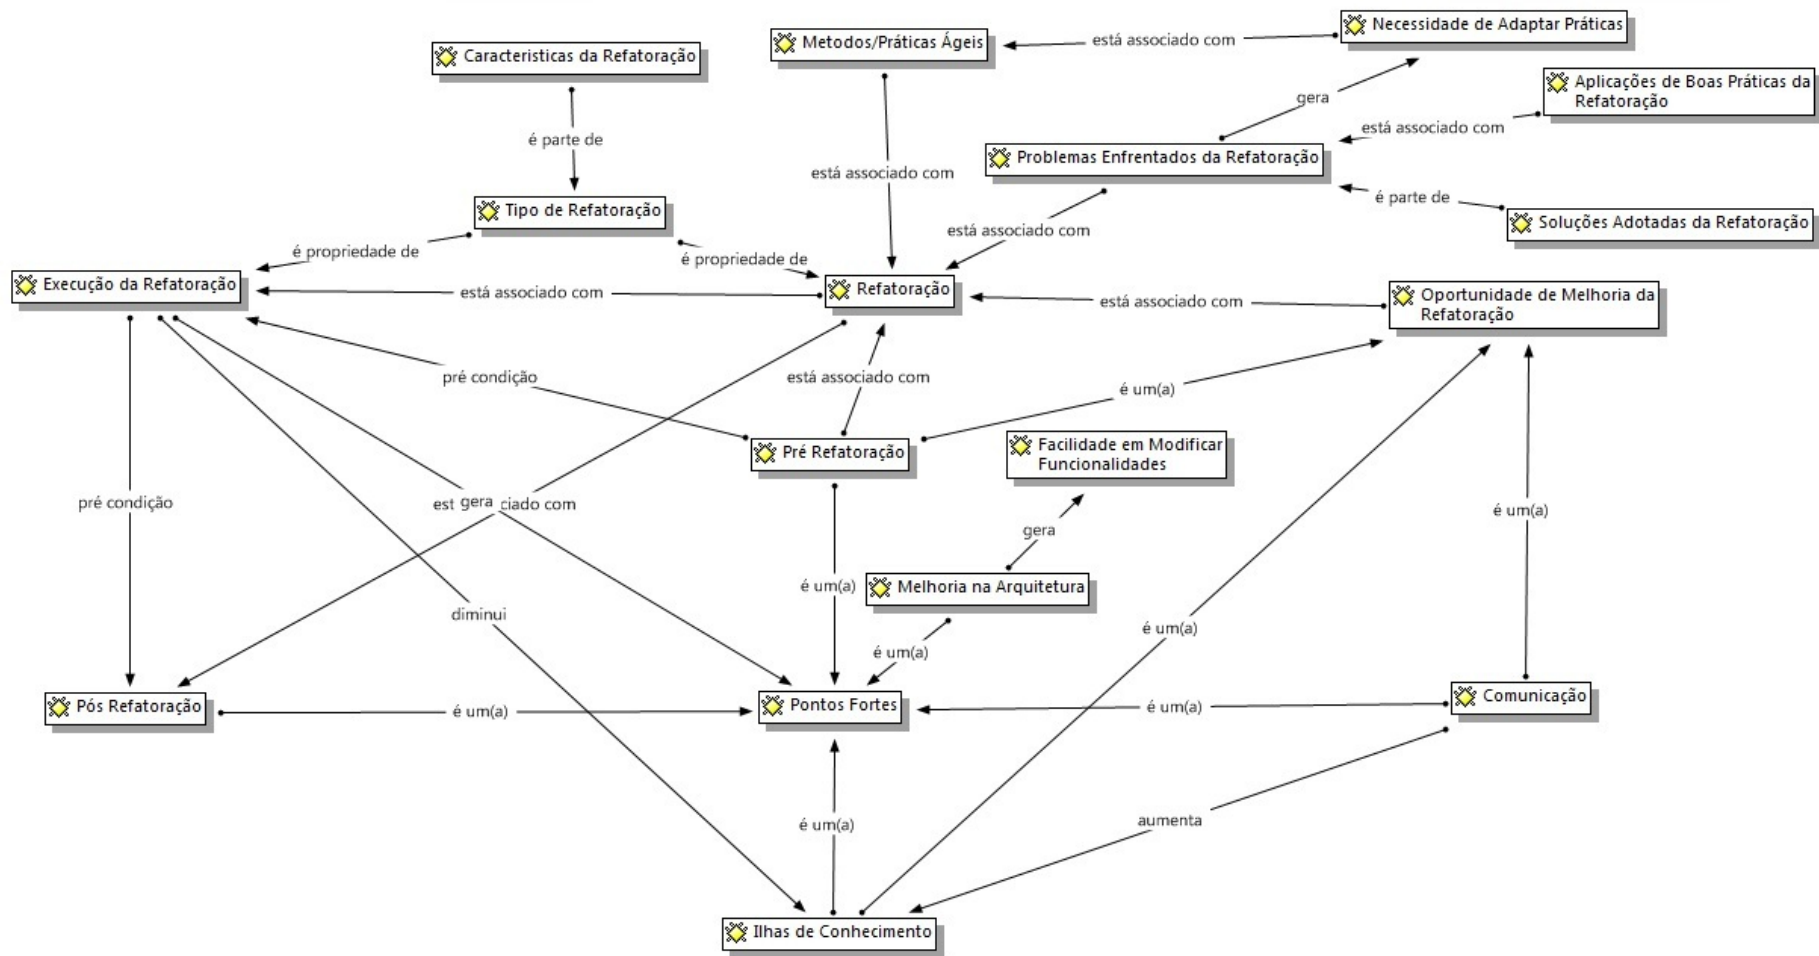 Necessidade de Adaptar Práticas
Metodos/Práticas Ágeis
está associado com
Caracteristicas da Refatoração
Aplicações de Boas Práticas da
Refatoração
gera
está associado com
é parte de
Problemas Enfrentados da Refatoração
está associado com
é parte de
Tipo de Refatoração
Soluções Adotadas da Refatoração
está associado com
é propriedade de
é propriedade de
Execução da Refatoração
está associado com
Refatoração
está associado com
Oportunidade de Melhoria da
Refatoração
pré condição
está associado com
é um(a)
Pré Refatoração
Facilidade em Modificar
Funcionalidades
pré condição
est
gera
ciado com
é um(a)
gera
é um(a)
Melhoria na Arquitetura
diminui
é um(a)
é um(a)
Pós Refatoração
é um(a)
Pontos Fortes
é um(a)
Comunicação
é um(a)
aumenta
Ilhas de Conhecimento